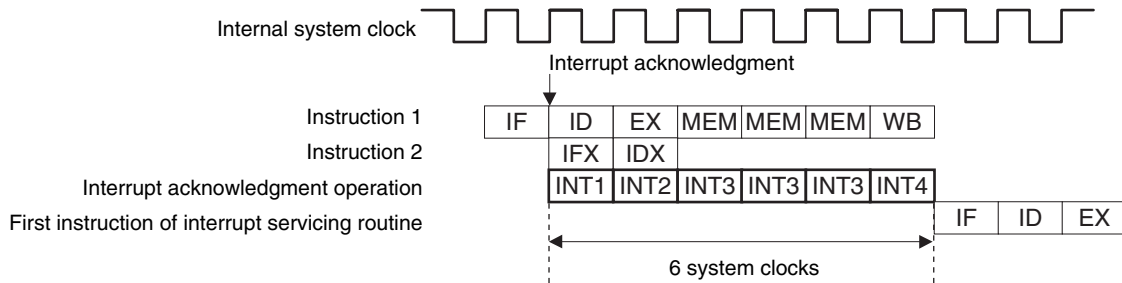 Internal system clock
Interrupt acknowledgment
Instruction 1 IF ID EX MEM MEM MEM WB
Instruction 2 IFX IDX
Interrupt acknowledgment operation INT1 INT2 INT3 INT3 INT3 INT4
First instruction of interrupt servicing routine IF ID EX
6 system clocks